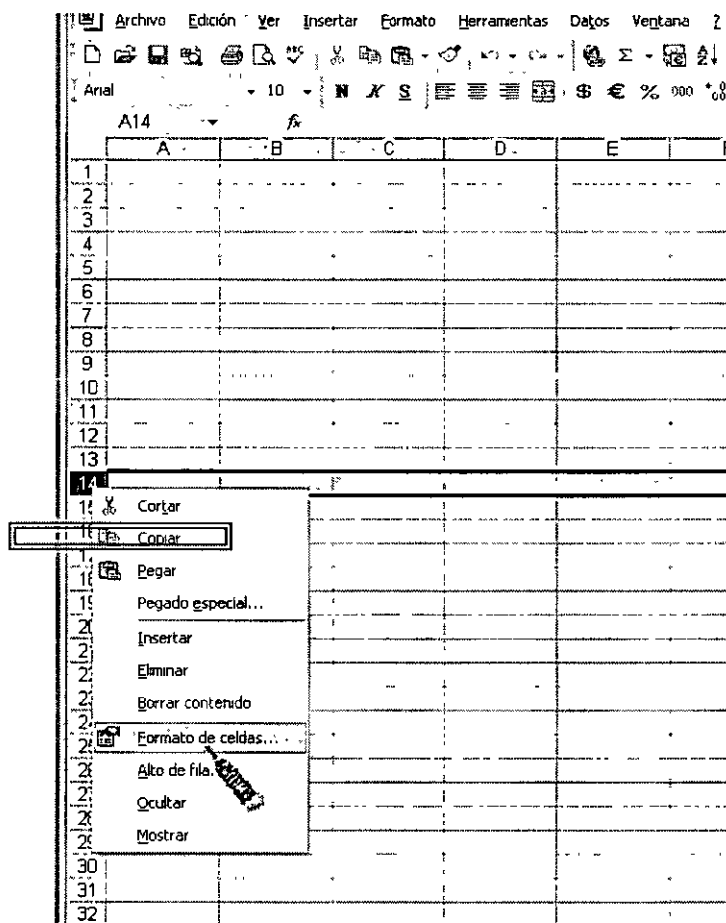 Archivo Edición Ver Insertar Formato Herramientas Datos Ventana ?
Arial 10 N K S $ € % 000
A14 fx
A B C D E
1
2
3
4
5
6
7
8
9
10
11
12
13
14
Cortar
Copiar
Pegar
Pegado especial...
Insertar
Eliminar
Borrar contenido
Formato de celdas...
Alto de fila.
Ocultar
Mostrar
30
31
32